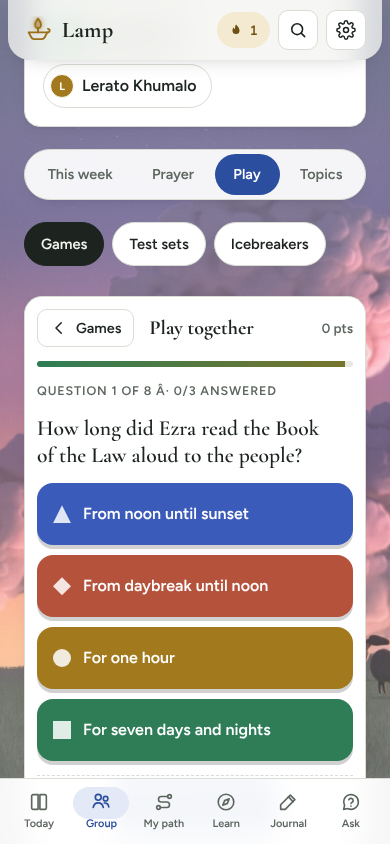 Lamp
1
L
Lerato Khumalo
This week
Prayer
Play
Topics
Games
Test sets
Icebreakers
Games
Play together
0 pts
QUESTION 1 OF 8 Â· 0/3 ANSWERED
How long did Ezra read the Book
of the Law aloud to the people?
From noon until sunset
From daybreak until noon
For one hour
For seven days and nights
Today
Group
My path
Learn
Journal
Ask